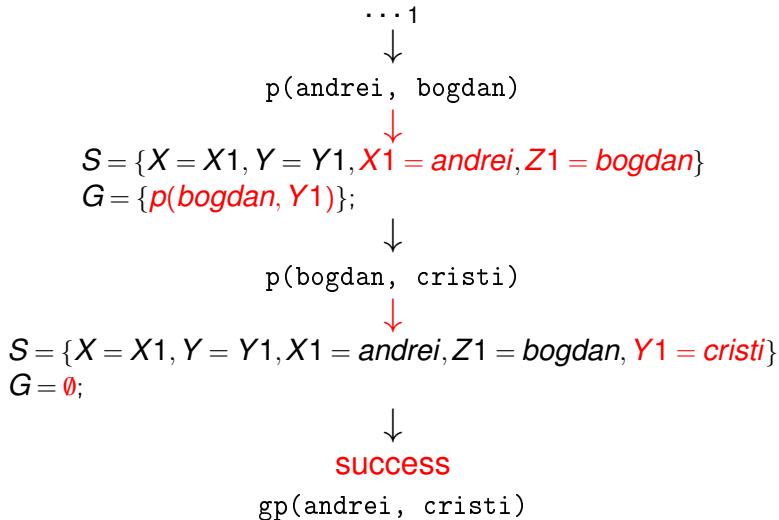 ··· 1
↓
p(andrei, bogdan)
↓
S = {X = X1, Y = Y1, X1 = andrei, Z1 = bogdan}
G = {p(bogdan, Y1)};
↓
p(bogdan, cristi)
↓
S = {X = X1, Y = Y1, X1 = andrei, Z1 = bogdan, Y1 = cristi}
G = ∅;
↓
success
gp(andrei, cristi)